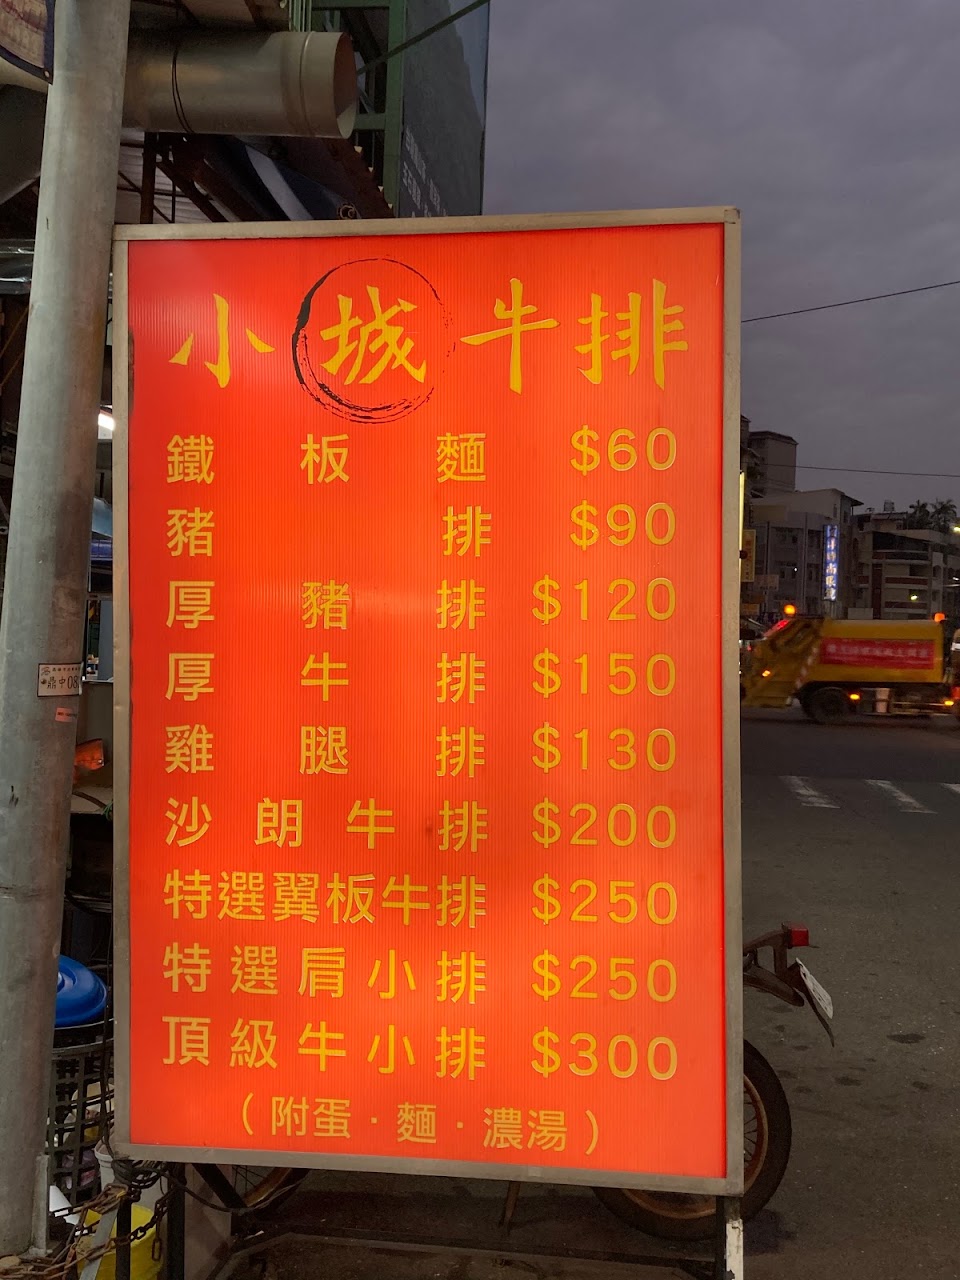 小城牛排
鐵板麵 $60
豬排 $90
厚豬排 $120
厚牛排 $150
雞腿排 $130
沙朗牛排 $200
特選翼板牛排 $250
特選肩小排 $250
頂級牛小排 $300
(附蛋·麵·濃湯)